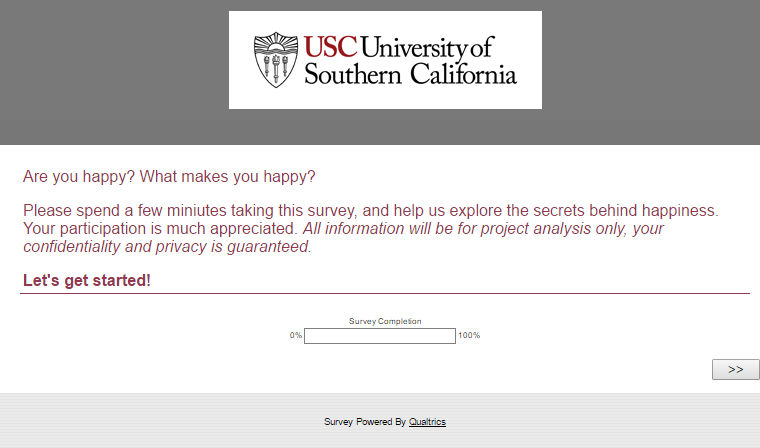 USC University of
Southern California
Are you happy? What makes you happy?
Please spend a few miniutes taking this survey, and help us explore the secrets behind happiness.
Your participation is much appreciated. All information will be for project analysis only, your
confidentiality and privacy is guaranteed.
Let's get started!
Survey Completion
0% 100%
>>
Survey Powered By Qualtrics